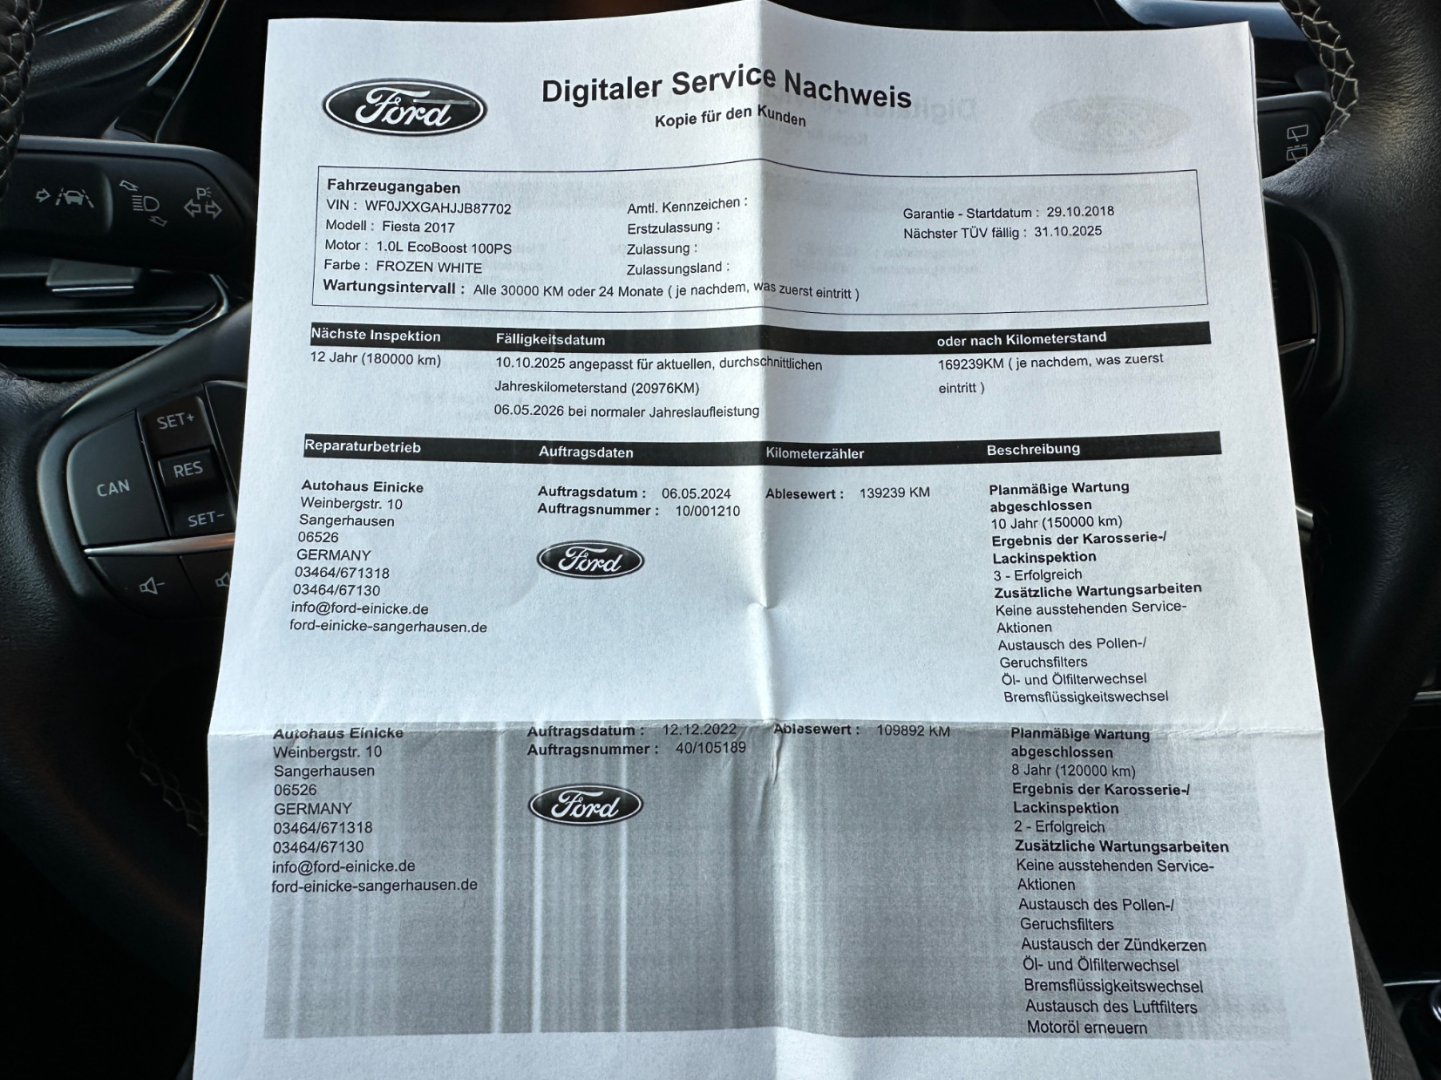 Ford
Digitaler Service Nachweis
Kopie für den Kunden
Fahrzeugangaben
VIN : WF0JXXGAHJJB87702
Modell : Fiesta 2017
Motor : 1.0L EcoBoost 100PS
Farbe : FROZEN WHITE
Wartungsintervall : Alle 30000 KM oder 24 Monate ( je nachdem, was zuerst eintritt )
Amtl. Kennzeichen :
Erstzulassung :
Zulassung :
Zulassungsland :
Garantie - Startdatum : 29.10.2018
Nächster TÜV fällig : 31.10.2025
Nächste Inspektion Fälligkeitsdatum oder nach Kilometerstand
12 Jahr (180000 km) 10.10.2025 angepasst für aktuellen, durchschnittlichen 169239KM ( je nachdem, was zuerst
Jahreskilometerstand (20976KM) eintritt )
06.05.2026 bei normaler Jahreslaufleistung
Reparaturbetrieb Auftragsdaten Kilometerzähler Beschreibung
Autohaus Einicke
Weinbergstr. 10
Sangerhausen
06526
GERMANY
03464/671318
03464/67130
info@ford-einicke.de
ford-einicke-sangerhausen.de
Auftragsdatum : 06.05.2024
Auftragsnummer : 10/001210
Ford
Ablesewert : 139239 KM
Planmäßige Wartung
abgeschlossen
10 Jahr (150000 km)
Ergebnis der Karosserie-/
Lackinspektion
3 - Erfolgreich
Zusätzliche Wartungsarbeiten
Keine ausstehenden Service-
Aktionen
Austausch des Pollen-/
Geruchsfilters
Öl- und Ölfilterwechsel
Bremsflüssigkeitswechsel
Autohaus Einicke
Weinbergstr. 10
Sangerhausen
06526
GERMANY
03464/671318
03464/67130
info@ford-einicke.de
ford-einicke-sangerhausen.de
Auftragsdatum : 12.12.2022
Auftragsnummer : 40/105189
Ford
Ablesewert : 109892 KM
Planmäßige Wartung
abgeschlossen
8 Jahr (120000 km)
Ergebnis der Karosserie-/
Lackinspektion
2 - Erfolgreich
Zusätzliche Wartungsarbeiten
Keine ausstehenden Service-
Aktionen
Austausch des Pollen-/
Geruchsfilters
Austausch der Zündkerzen
Öl- und Ölfilterwechsel
Bremsflüssigkeitswechsel
Austausch des Luftfilters
Motoröl erneuern
SET+
CAN RES
SET-
P